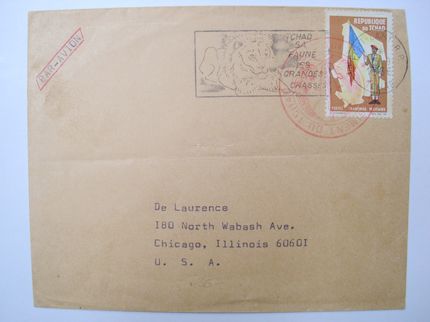 PAR-AVION
TCHAD
SA
FAUNE
SES
GRANDES
CHASSES
REPUBLIQUE
DU TCHAD
De Laurence
180 North Wabash Ave.
Chicago, Illinois 60601
U. S. A.